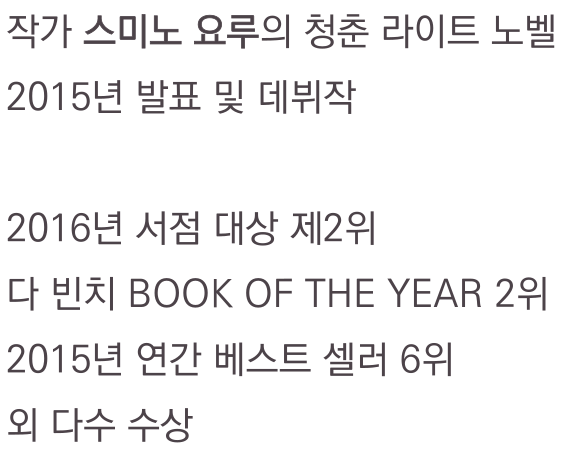 작가 스미노 요루의 청춘 라이트 노벨
2015년 발표 및 데뷔작
2016년 서점 대상 제2위
다 빈치 BOOK OF THE YEAR 2위
2015년 연간 베스트 셀러 6위
외 다수 수상